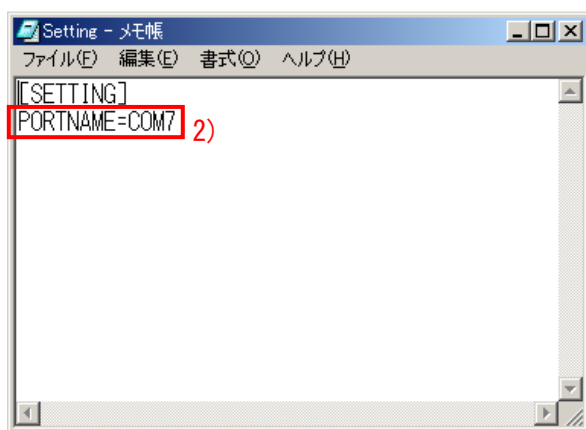 Setting - メモ帳
ファイル(F) 編集(E) 書式(O) ヘルプ(H)
[SETTING]
PORTNAME=COM7
2)